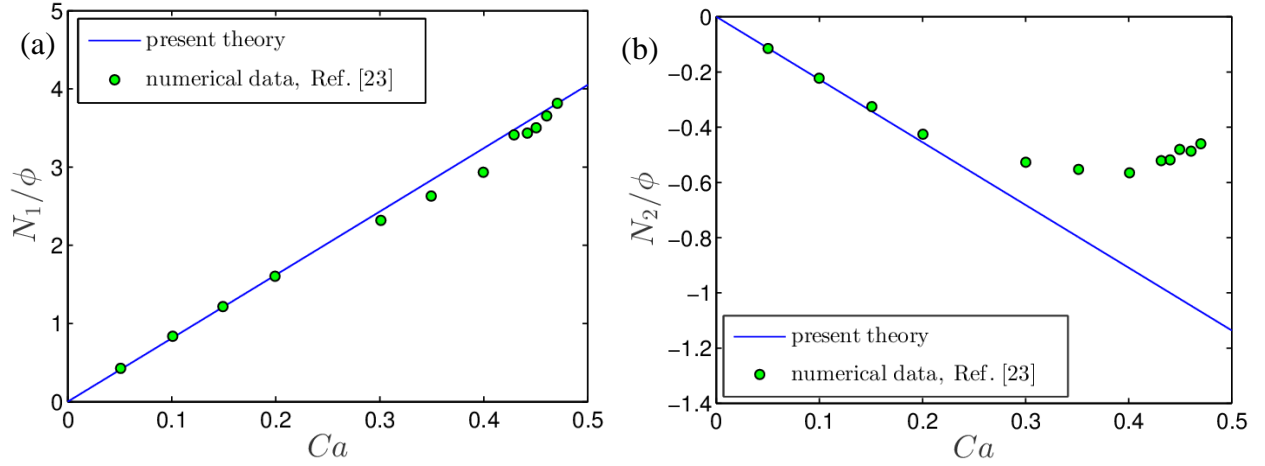 (a)
present theory
numerical data, Ref. [23]
5
4
3
2
1
0
0 0.1 0.2 0.3 0.4 0.5
N₁/ϕ
Ca
(b)
0
−0.2
−0.4
−0.6
−0.8
−1
−1.2
−1.4
0 0.1 0.2 0.3 0.4 0.5
N₂/ϕ
present theory
numerical data, Ref. [23]
Ca